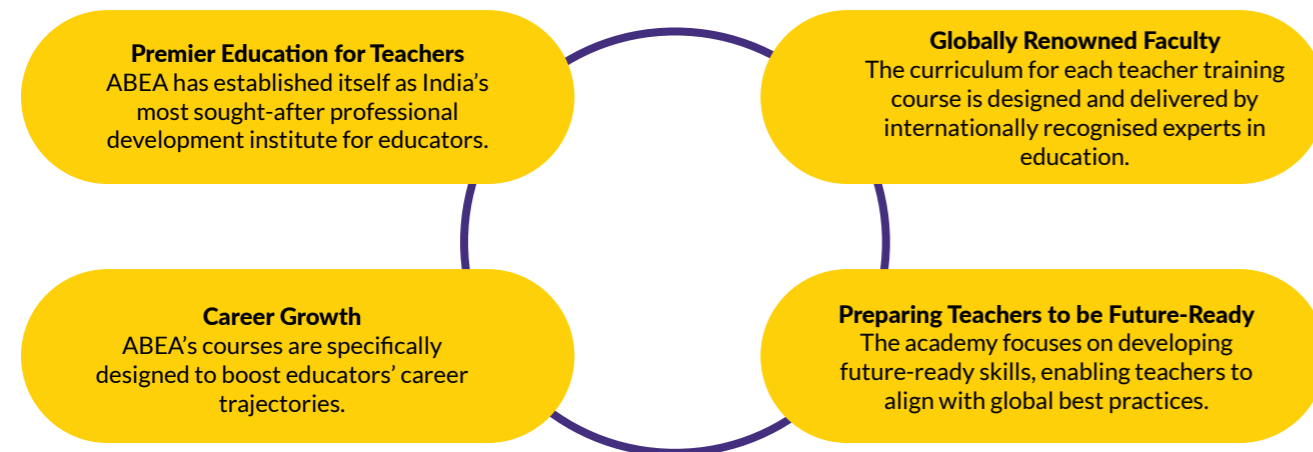 Premier Education for Teachers
ABEA has established itself as India’s
most sought-after professional
development institute for educators.
Globally Renowned Faculty
The curriculum for each teacher training
course is designed and delivered by
internationally recognised experts in
education.
Career Growth
ABEA’s courses are specifically
designed to boost educators’ career
trajectories.
Preparing Teachers to be Future-Ready
The academy focuses on developing
future-ready skills, enabling teachers to
align with global best practices.